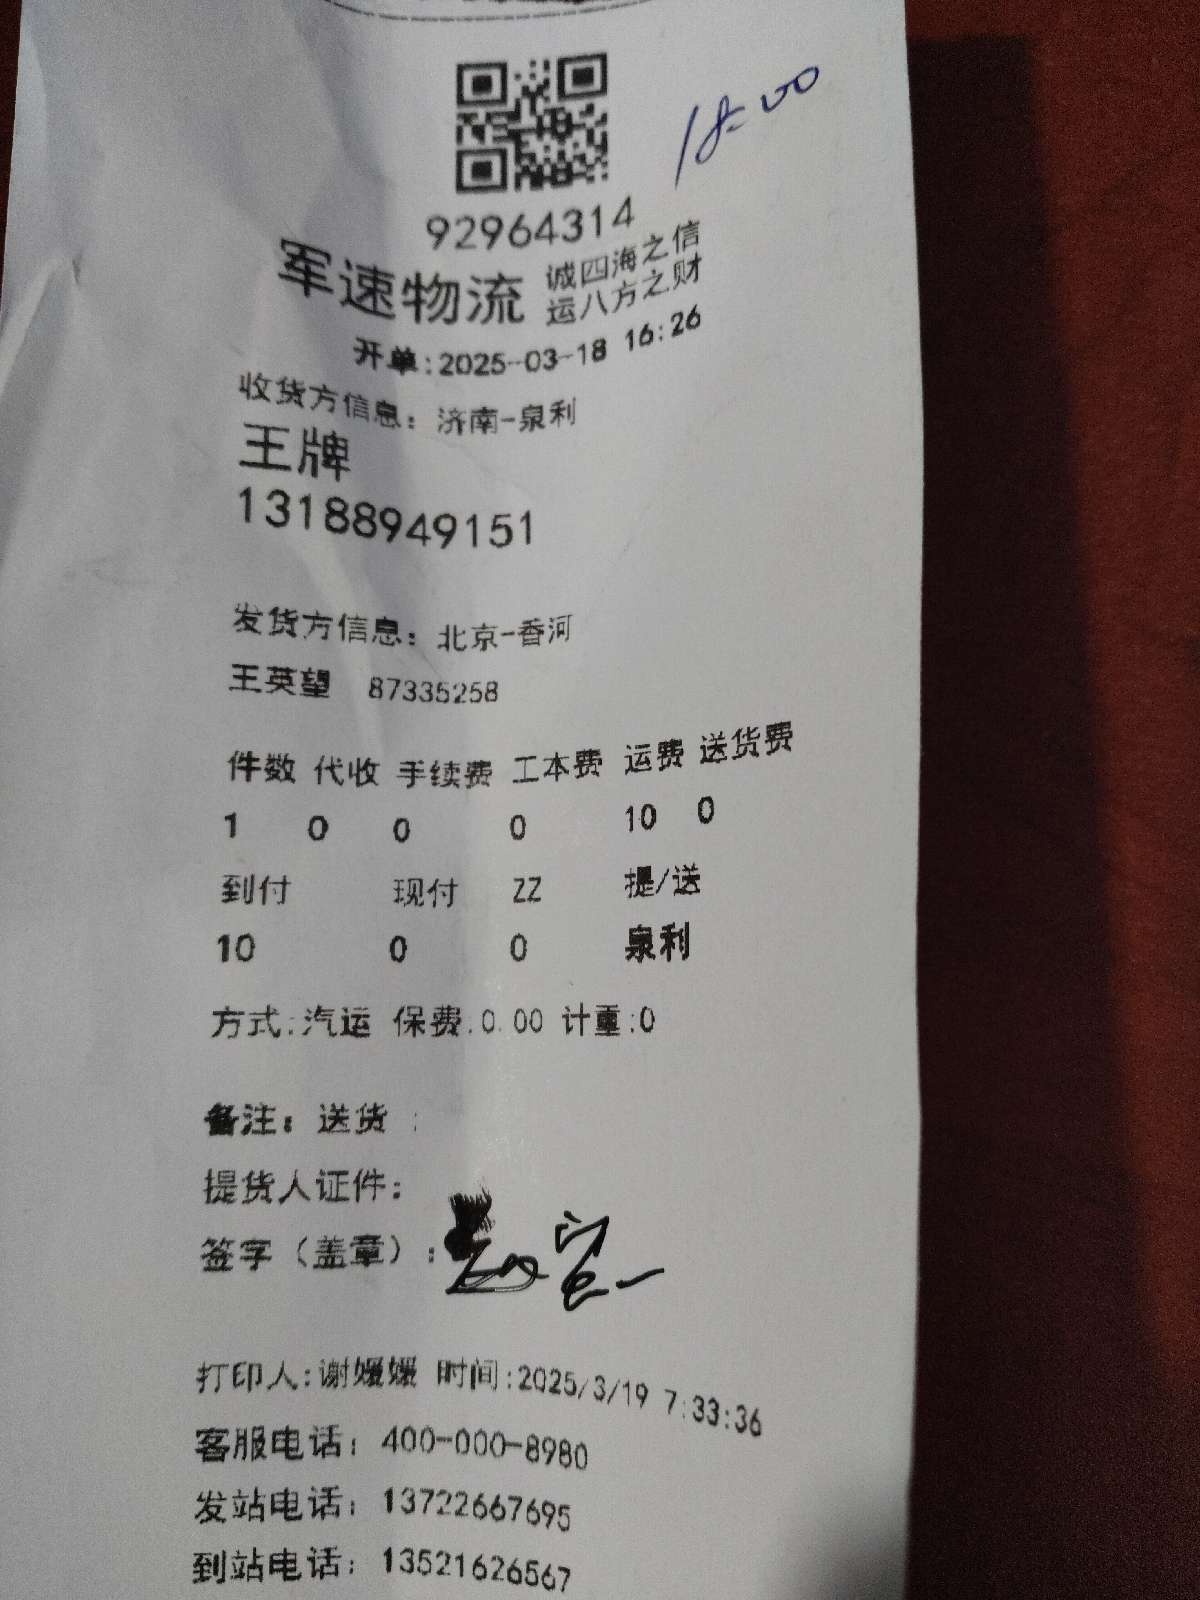 18:00
92964314
军速物流 诚四海之信
运八方之财
开单:2025-03-18 16:26
收货方信息：济南-泉利
王牌
13188949151
发货方信息：北京-香河
王英望 87335258
件数 代收 手续费 工本费 运费 送货费
1 0 0 0 10 0
到付 现付 ZZ 提/送
10 0 0 泉利
方式:汽运 保费:0.00 计重:0
备注：送货 ;
提货人证件:
签字（盖章）:
打印人:谢媛媛 时间:2025/3/19 7:33:36
客服电话：400-000-8980
发站电话：13722667695
到站电话：13521626567